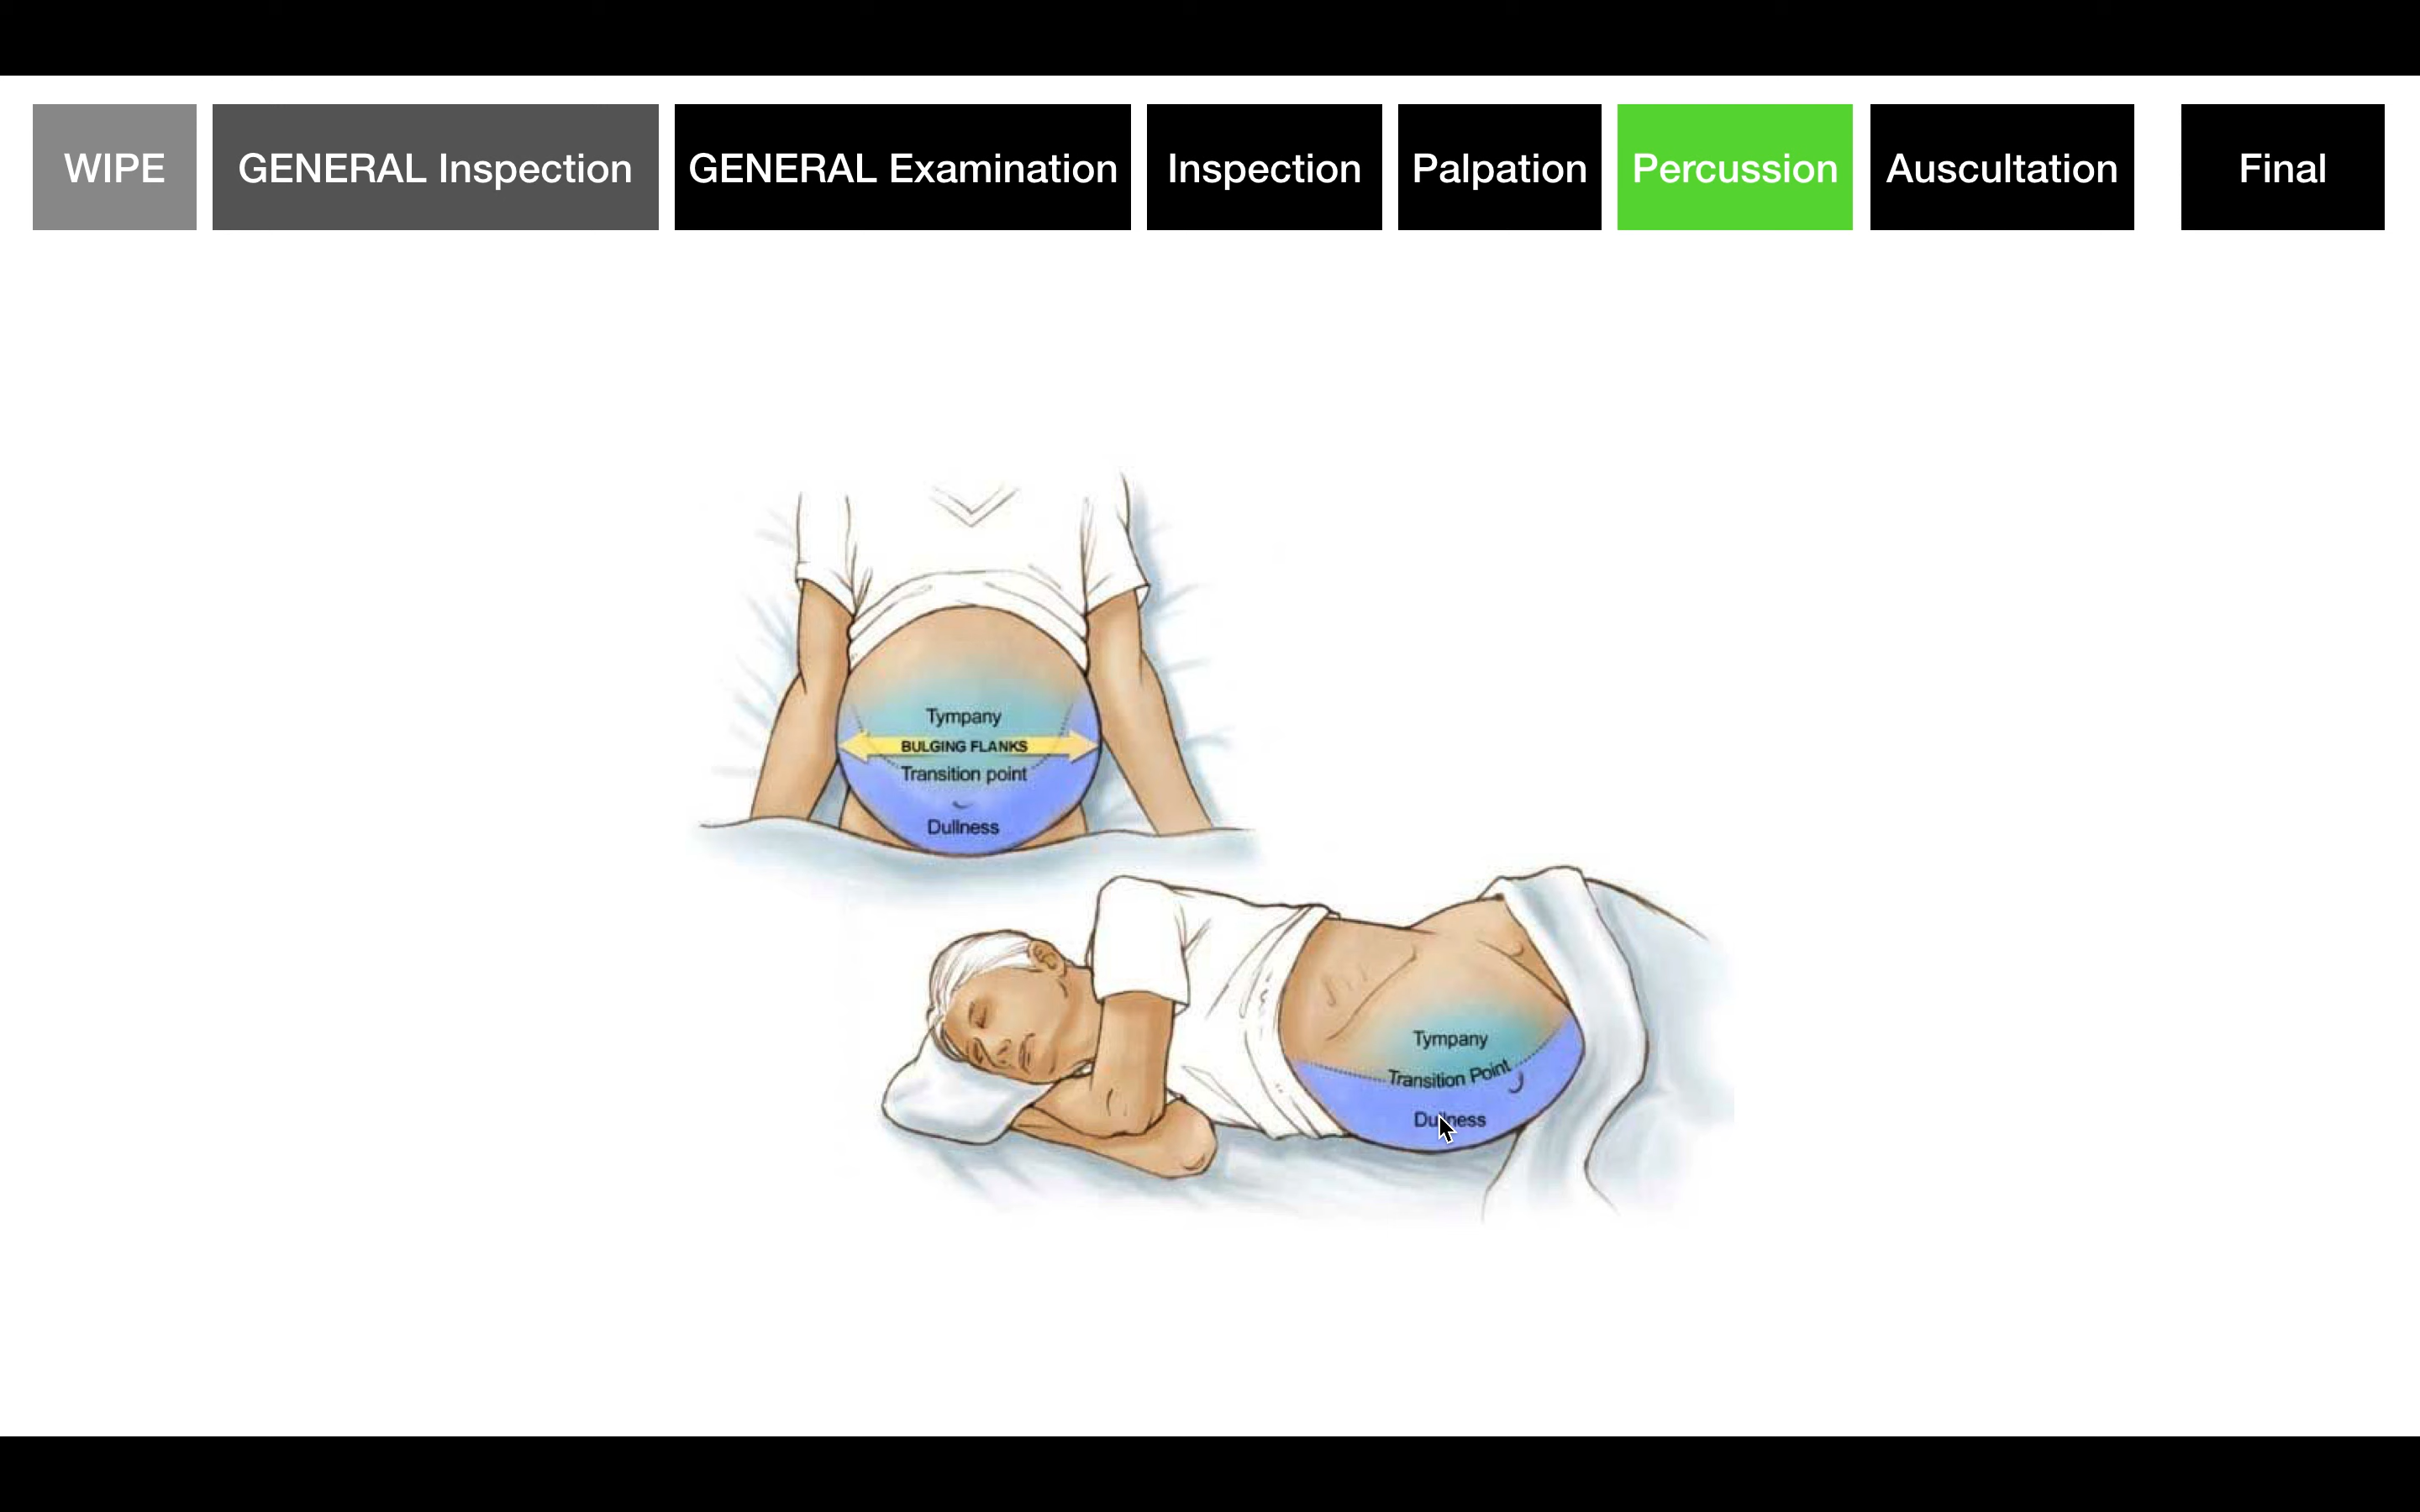 WIPE
GENERAL Inspection
GENERAL Examination
Inspection
Palpation
Percussion
Auscultation
Final
Tympany
BULGING FLANKS
Transition point
Dullness
Tympany
Transition Point
Dullness